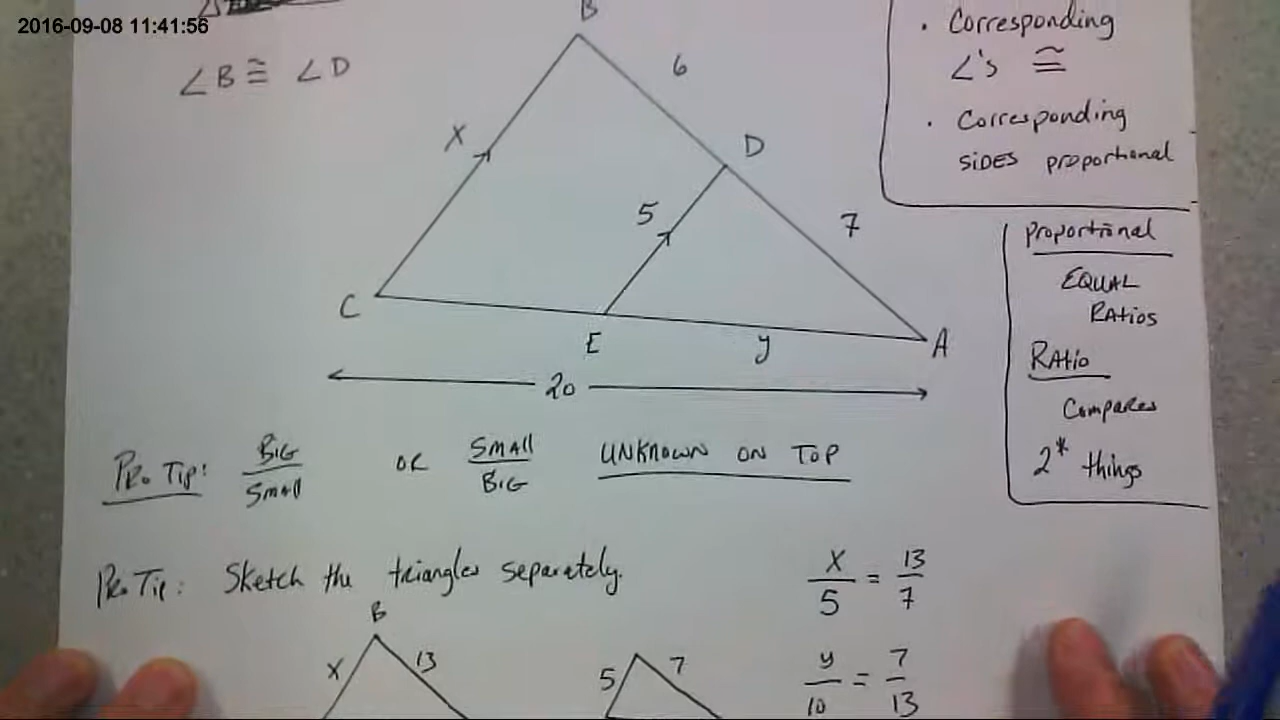 2016-09-08 11:41:56
∠B ≅ ∠D
B
6
X
D
5
7
C
E
y
A
20
• Corresponding
∠'s ≅
• Corresponding
SIDES proportional
Proportional
EQUAL
RAtios
RAtio
Compares
2* things
PRO TIP: BIG/Small OR SMAll/BIG UNKNOWN ON TOP
PRO TIP: Sketch the triangles separately.
X/5 = 13/7
B
X
13
5
7
y/10 = 7/13